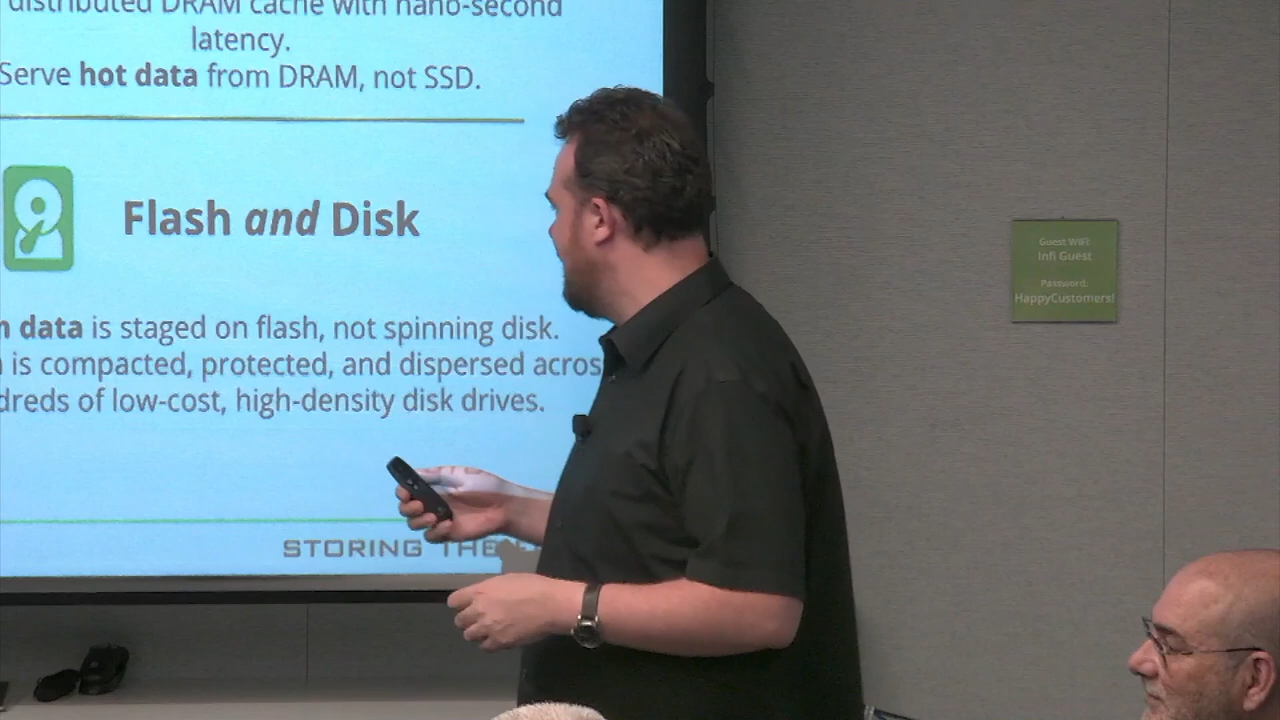 distributed DRAM cache with nano-second
latency.
Serve hot data from DRAM, not SSD.
Flash and Disk
data is staged on flash, not spinning disk.
is compacted, protected, and dispersed
of low-cost, high-density disk drives.
STORING THE
Guest WiFi:
Infi Guest
Password:
HappyCustomers!